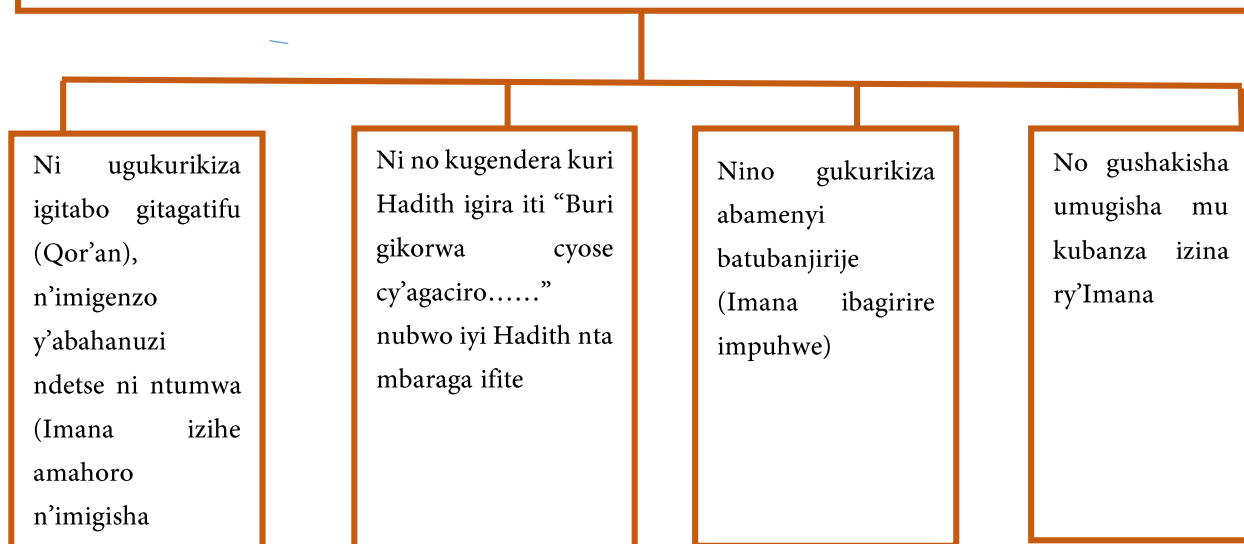 Ni ugukurikiza
igitabo gitagatifu
(Qor’an),
n’imigenzo
y’abahanuzi
ndetse ni ntumwa
(Imana izihe
amahoro
n’imigisha
Ni no kugendera kuri
Hadith igira iti “Buri
gikorwa cyose
cy’agaciro……”
nubwo iyi Hadith nta
mbaraga ifite
Nino gukurikiza
abamenyi
batubanjirije
(Imana ibagirire
impuhwe)
No gushakisha
umugisha mu
kubanza izina
ry’Imana